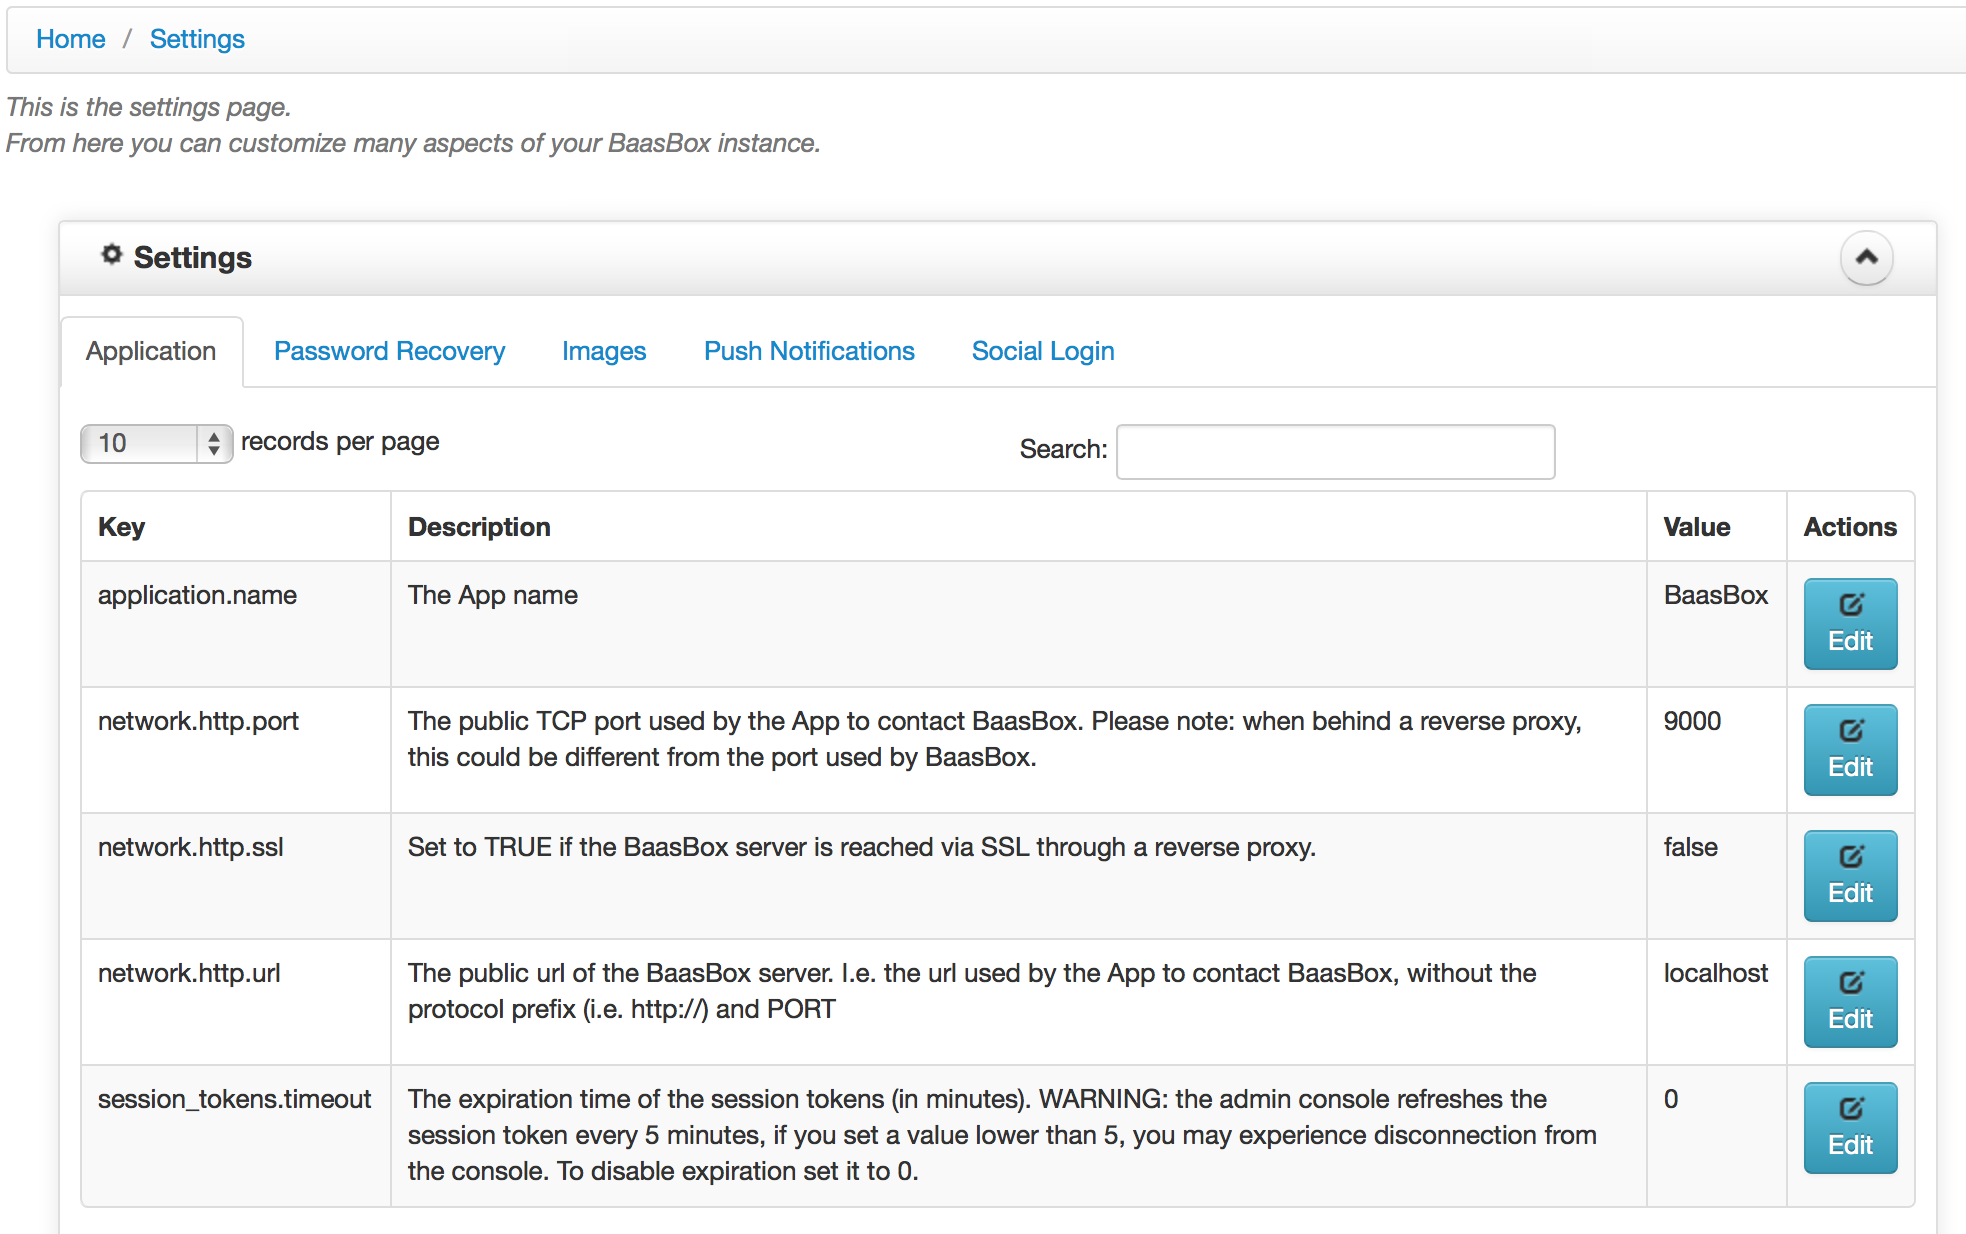 Home / Settings
This is the settings page.
From here you can customize many aspects of your BaasBox instance.
Settings
Application Password Recovery Images Push Notifications Social Login
10 records per page Search:
Key Description Value Actions
application.name The App name BaasBox Edit
network.http.port The public TCP port used by the App to contact BaasBox. Please note: when behind a reverse proxy, 9000
this could be different from the port used by BaasBox. Edit
network.http.ssl Set to TRUE if the BaasBox server is reached via SSL through a reverse proxy. false
Edit
network.http.url The public url of the BaasBox server. I.e. the url used by the App to contact BaasBox, without the localhost
protocol prefix (i.e. http://) and PORT Edit
session_tokens.timeout The expiration time of the session tokens (in minutes). WARNING: the admin console refreshes the 0
session token every 5 minutes, if you set a value lower than 5, you may experience disconnection from Edit
the console. To disable expiration set it to 0.